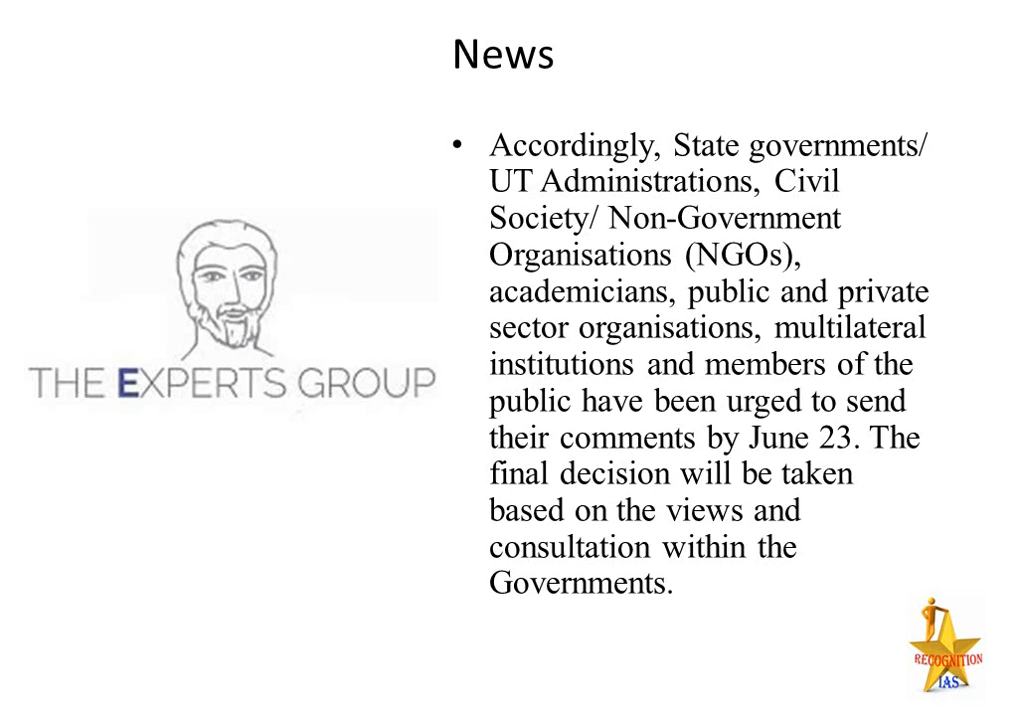 News
• Accordingly, State governments/
UT Administrations, Civil
Society/ Non-Government
Organisations (NGOs),
academicians, public and private
sector organisations, multilateral
institutions and members of the
public have been urged to send
their comments by June 23. The
final decision will be taken
based on the views and
consultation within the
Governments.
THE EXPERTS GROUP
RECOGNITION
IAS